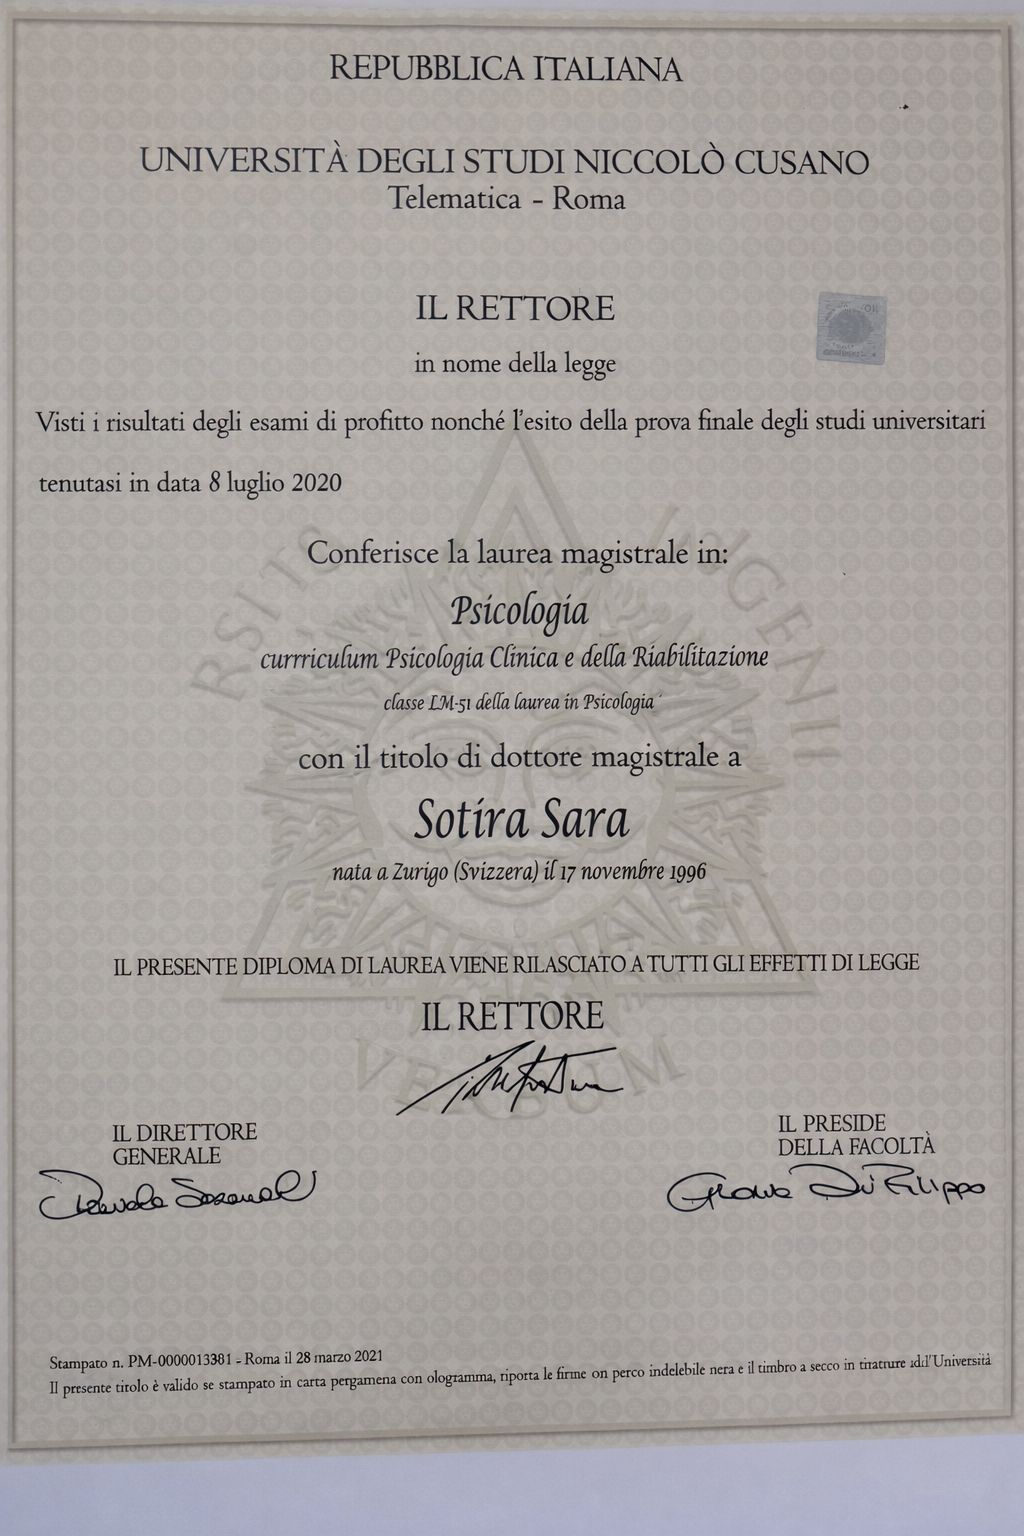 REPUBBLICA ITALIANA
UNIVERSITÀ DEGLI STUDI NICCOLÒ CUSANO
Telematica - Roma
IL RETTORE
in nome della legge
Visti i risultati degli esami di profitto nonché l'esito della prova finale degli studi universitari
tenutasi in data 8 luglio 2020
Conferisce la laurea magistrale in:
Psicologia
currriculum Psicologia Clinica e della Riabilitazione
classe LM-51 della laurea in Psicologia
con il titolo di dottore magistrale a
Sotira Sara
nata a Zurigo (Svizzera) il 17 novembre 1996
IL PRESENTE DIPLOMA DI LAUREA VIENE RILASCIATO A TUTTI GLI EFFETTI DI LEGGE
IL RETTORE
IL DIRETTORE
GENERALE
IL PRESIDE
DELLA FACOLTÀ
Di Filippo
Stampato n. PM-0000013381 - Roma il 28 marzo 2021
Il presente titolo è valido se stampato in carta pergamena con ologramma, riporta le firme on perco indelebile nera e il timbro a secco in